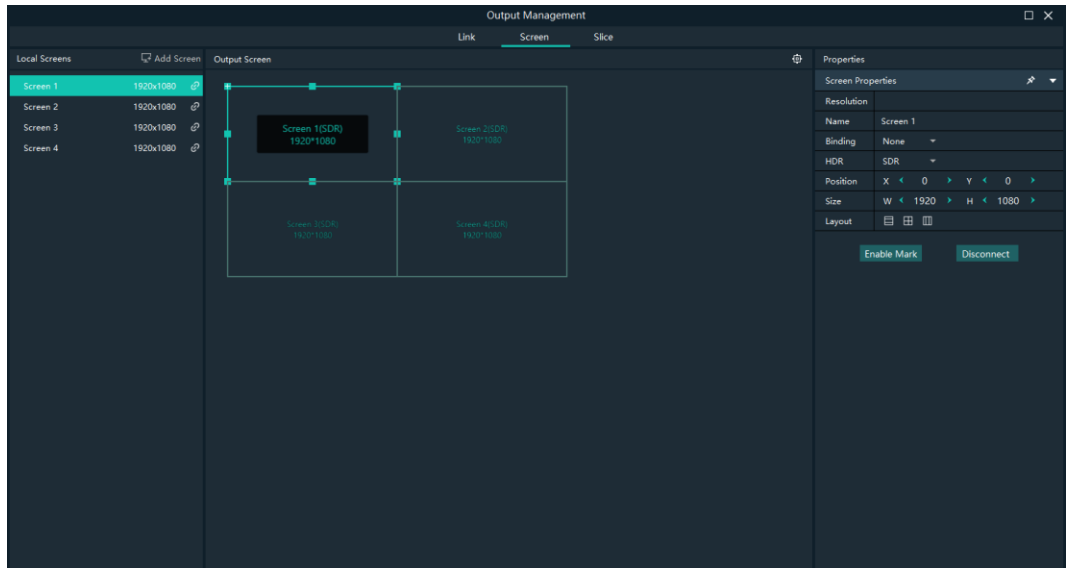 Output Management
Link Screen Slice
Local Screens Add Screen
Screen 1 1920x1080
Screen 2 1920x1080
Screen 3 1920x1080
Screen 4 1920x1080
Output Screen
Screen 1(SDR)
1920*1080
Screen 2(SDR)
1920*1080
Screen 3(SDR)
1920*1080
Screen 4(SDR)
1920*1080
Properties
Screen Properties
Resolution
Name Screen 1
Binding None
HDR SDR
Position X 0 Y 0
Size W 1920 H 1080
Layout
Enable Mark Disconnect